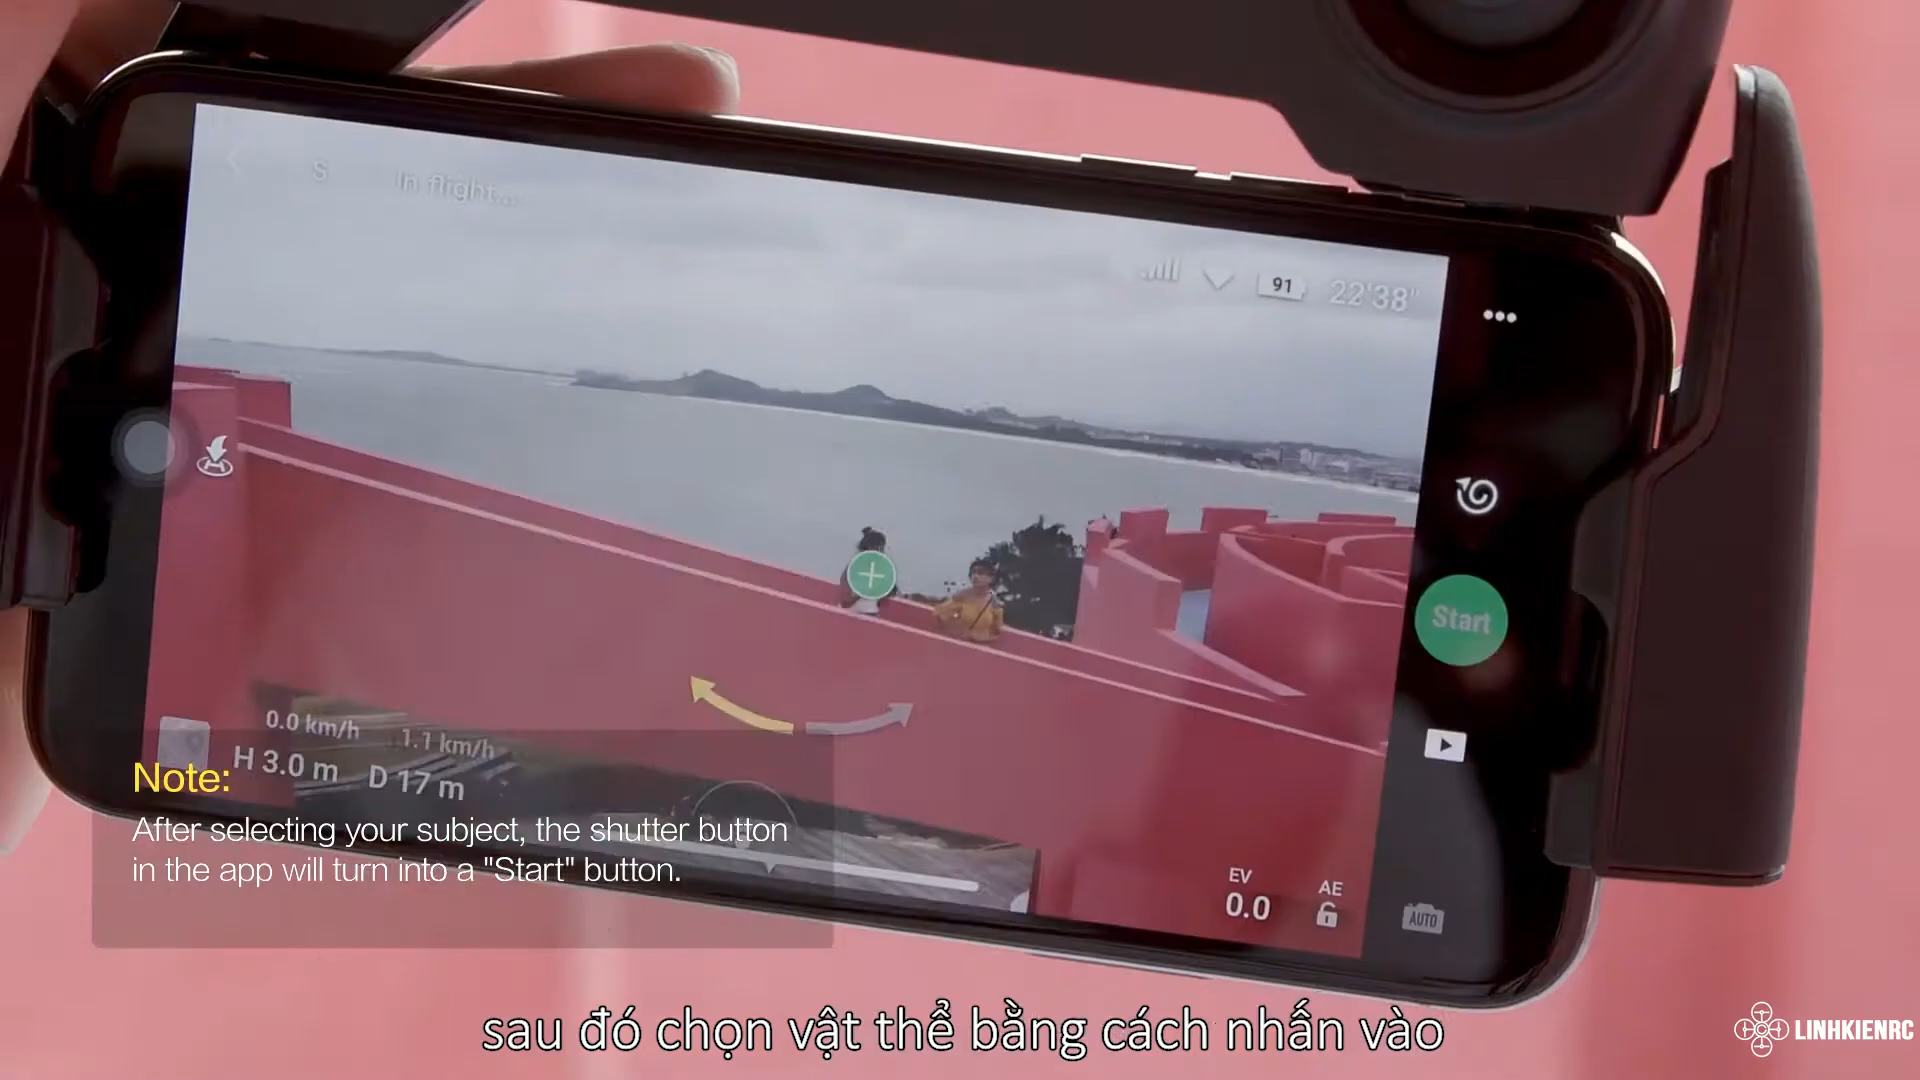 S In flight...
91 22'38"
Start
0.0 km/h 1.1 km/h
H 3.0 m D 17 m
Note:
After selecting your subject, the shutter button
in the app will turn into a "Start" button.
EV
0.0
AE
AUTO
sau đó chọn vật thể bằng cách nhấn vào
LINHKIENRC